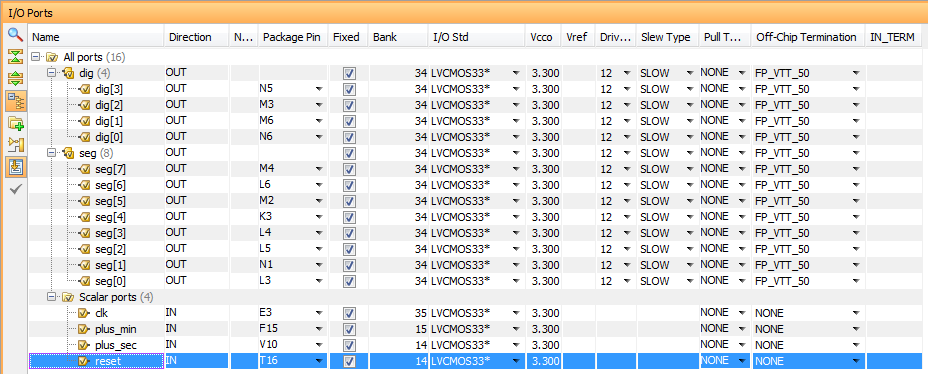 I/O Ports
Name Direction N... Package Pin Fixed Bank I/O Std Vcco Vref Driv... Slew Type Pull T... Off-Chip Termination IN_TERM
All ports (16)
dig (4) OUT 34 LVCMOS33* 3.300 12 SLOW NONE FP_VTT_50
dig[3] OUT N5 34 LVCMOS33* 3.300 12 SLOW NONE FP_VTT_50
dig[2] OUT M3 34 LVCMOS33* 3.300 12 SLOW NONE FP_VTT_50
dig[1] OUT M6 34 LVCMOS33* 3.300 12 SLOW NONE FP_VTT_50
dig[0] OUT N6 34 LVCMOS33* 3.300 12 SLOW NONE FP_VTT_50
seg (8) OUT 34 LVCMOS33* 3.300 12 SLOW NONE FP_VTT_50
seg[7] OUT M4 34 LVCMOS33* 3.300 12 SLOW NONE FP_VTT_50
seg[6] OUT L6 34 LVCMOS33* 3.300 12 SLOW NONE FP_VTT_50
seg[5] OUT M2 34 LVCMOS33* 3.300 12 SLOW NONE FP_VTT_50
seg[4] OUT K3 34 LVCMOS33* 3.300 12 SLOW NONE FP_VTT_50
seg[3] OUT L4 34 LVCMOS33* 3.300 12 SLOW NONE FP_VTT_50
seg[2] OUT L5 34 LVCMOS33* 3.300 12 SLOW NONE FP_VTT_50
seg[1] OUT N1 34 LVCMOS33* 3.300 12 SLOW NONE FP_VTT_50
seg[0] OUT L3 34 LVCMOS33* 3.300 12 SLOW NONE FP_VTT_50
Scalar ports (4)
clk IN E3 35 LVCMOS33* 3.300 NONE NONE
plus_min IN F15 15 LVCMOS33* 3.300 NONE NONE
plus_sec IN V10 14 LVCMOS33* 3.300 NONE NONE
reset IN T16 14 LVCMOS33* 3.300 NONE NONE